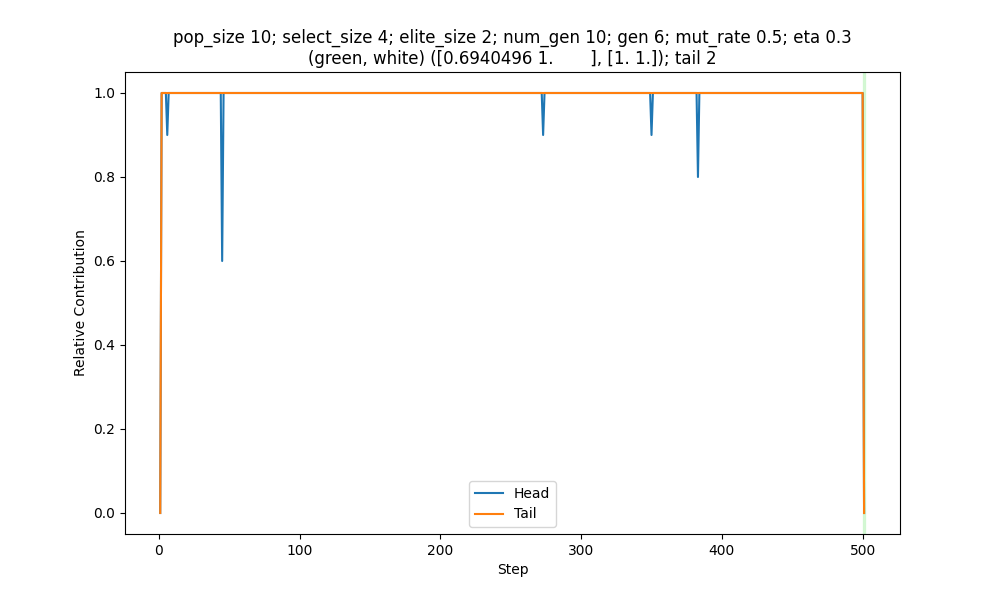 pop_size 10; select_size 4; elite_size 2; num_gen 10; gen 6; mut_rate 0.5; eta 0.3
(green, white) ([0.6940496 1.        ], [1. 1.]); tail 2
1.0
0.8
0.6
0.4
0.2
0.0
Relative Contribution
Head
Tail
0 100 200 300 400 500
Step